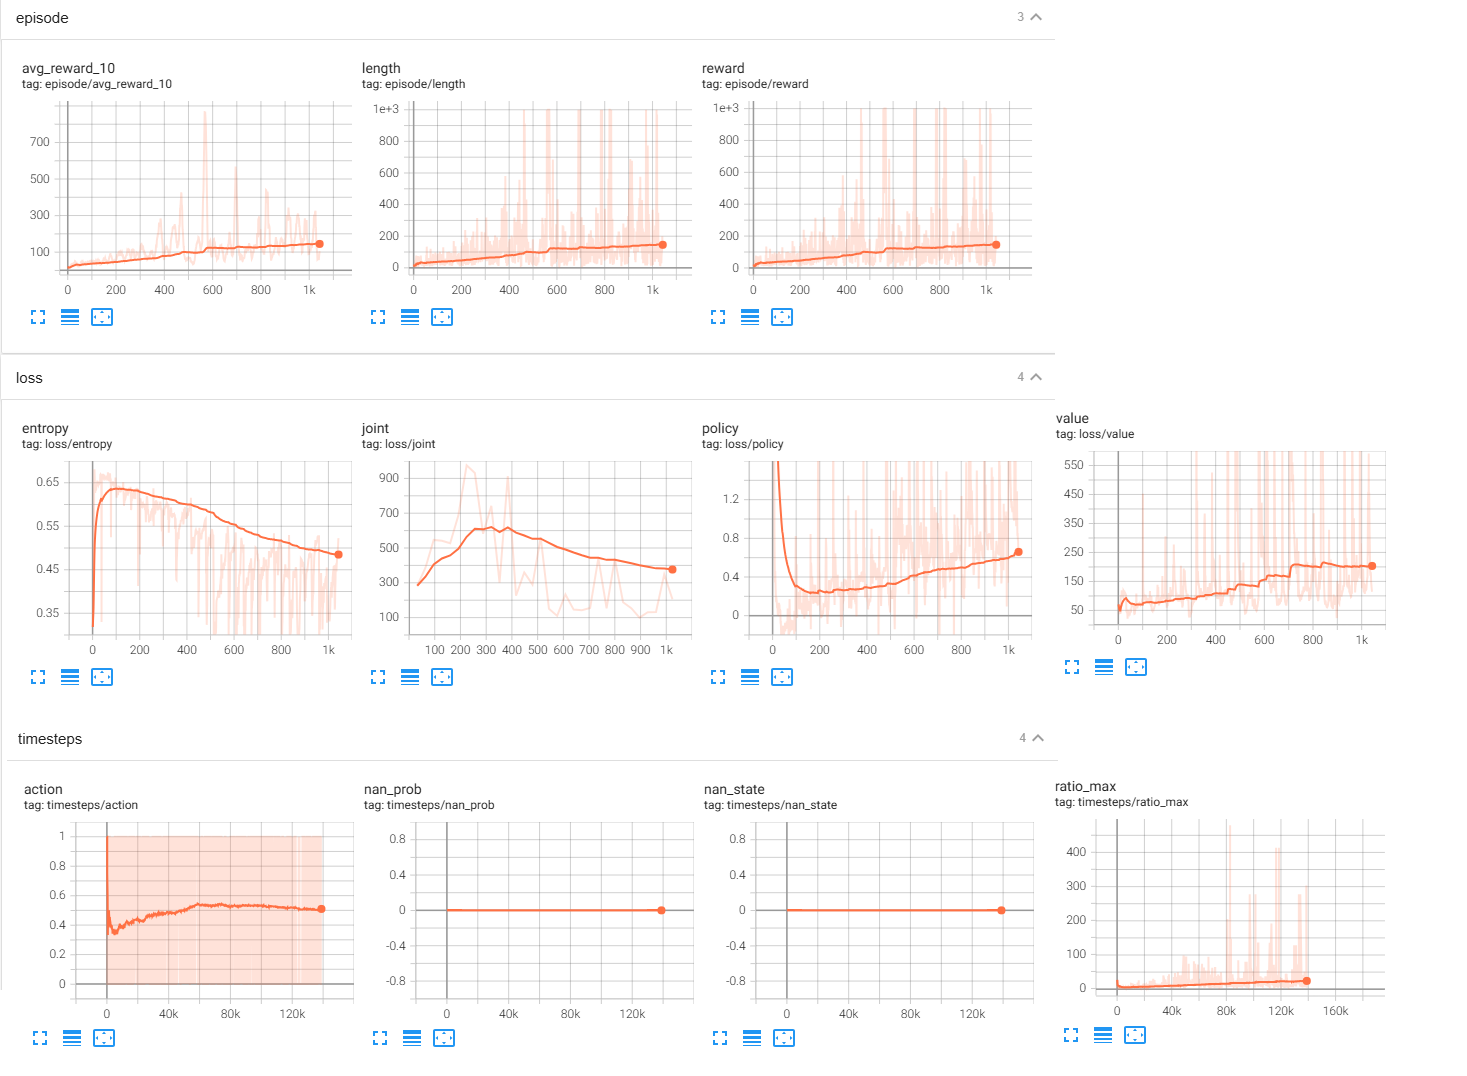 episode
3
avg_reward_10
tag: episode/avg_reward_10
700
500
300
100
0 200 400 600 800 1k
length
tag: episode/length
1e+3
800
600
400
200
0
0 200 400 600 800 1k
reward
tag: episode/reward
1e+3
800
600
400
200
0
0 200 400 600 800 1k
loss
4
entropy
tag: loss/entropy
0.65
0.55
0.45
0.35
0 200 400 600 800 1k
joint
tag: loss/joint
900
700
500
300
100
100 200 300 400 500 600 700 800 900 1k
policy
tag: loss/policy
1.2
0.8
0.4
0
0 200 400 600 800 1k
value
tag: loss/value
550
450
350
250
150
50
0 200 400 600 800 1k
timesteps
4
action
tag: timesteps/action
1
0.8
0.6
0.4
0.2
0
0 40k 80k 120k
nan_prob
tag: timesteps/nan_prob
0.8
0.4
0
-0.4
-0.8
0 40k 80k 120k
nan_state
tag: timesteps/nan_state
0.8
0.4
0
-0.4
-0.8
0 40k 80k 120k
ratio_max
tag: timesteps/ratio_max
400
300
200
100
0
0 40k 80k 120k 160k